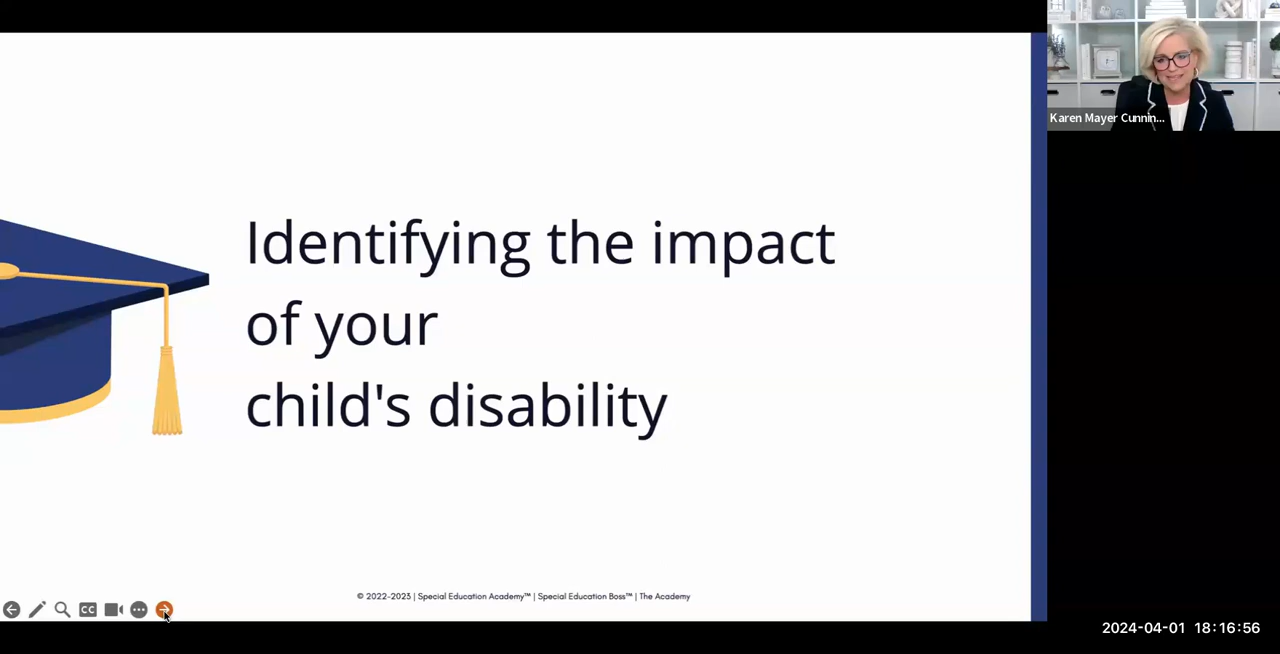 Identifying the impact
of your
child's disability
Karen Mayer Cunnin...
CC
© 2022-2023 | Special Education Academy™ | Special Education Boss™ | The Academy
2024-04-01 18:16:56